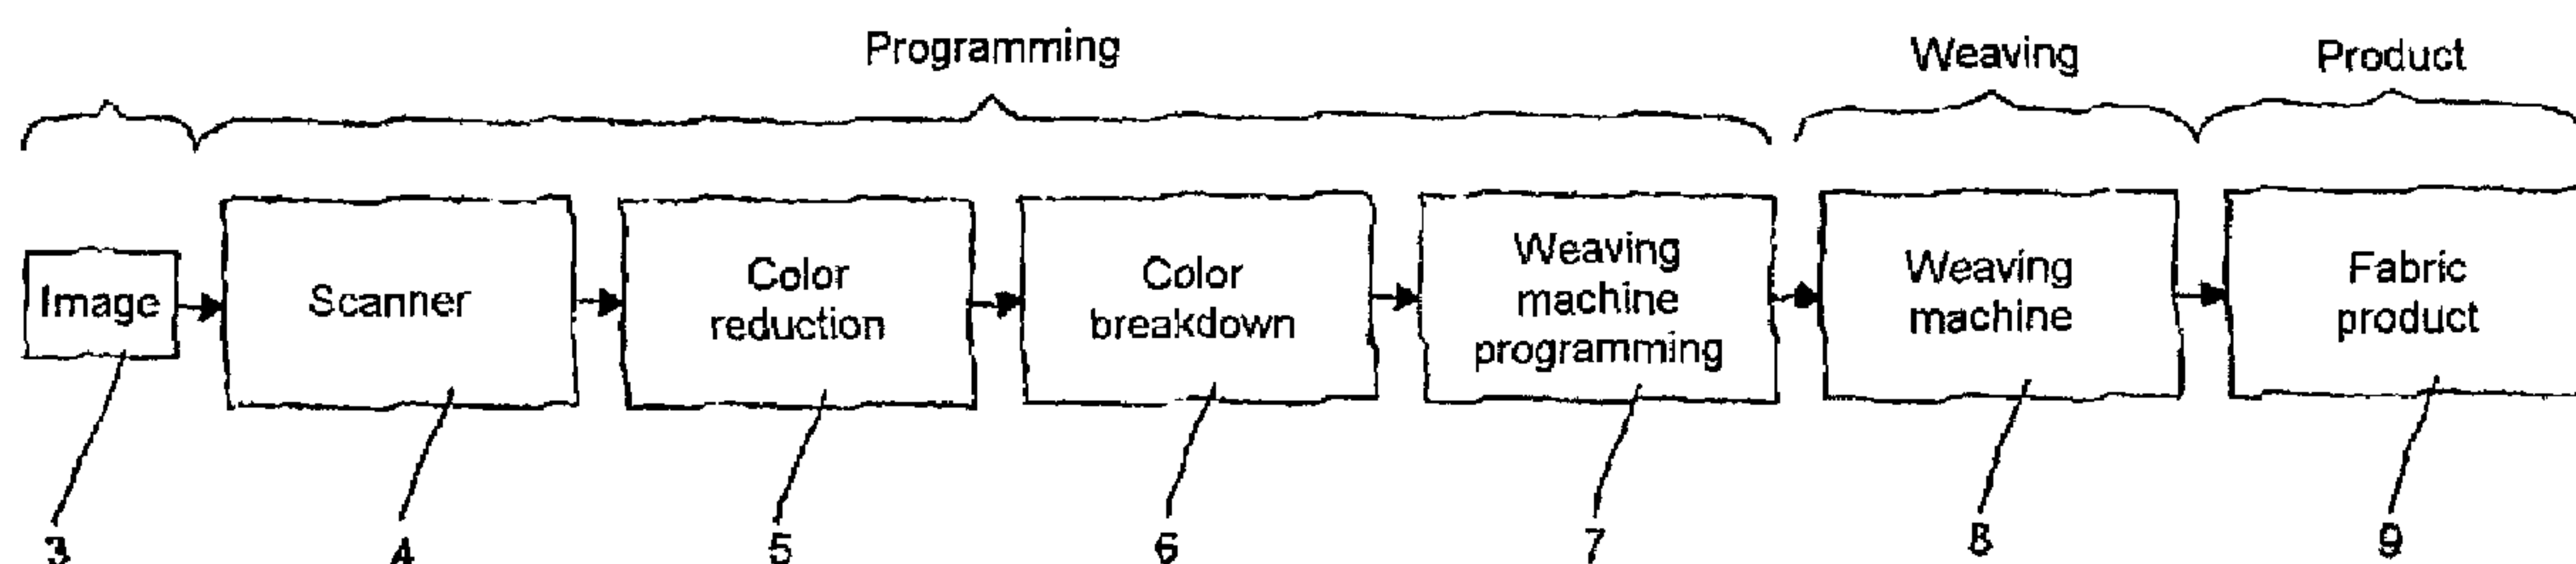 Programming
Weaving
Product
Image
Scanner
Color
reduction
Color
breakdown
Weaving
machine
programming
Weaving
machine
Fabric
product
3
4
5
6
7
8
9